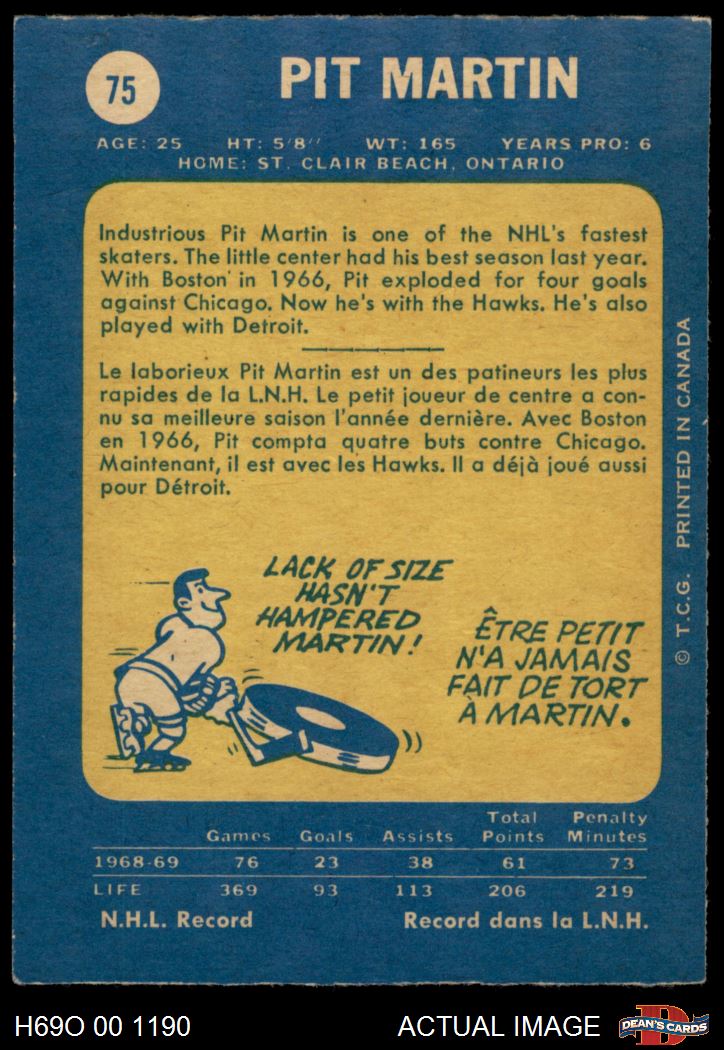 75
PIT MARTIN
AGE: 25 HT: 5'8'' WT: 165 YEARS PRO: 6
HOME: ST. CLAIR BEACH, ONTARIO
Industrious Pit Martin is one of the NHL's fastest
skaters. The little center had his best season last year.
With Boston in 1966, Pit exploded for four goals
against Chicago. Now he's with the Hawks. He's also
played with Detroit.
Le laborieux Pit Martin est un des patineurs les plus
rapides de la L.N.H. Le petit joueur de centre a con-
nu sa meilleure saison l'année dernière. Avec Boston
en 1966, Pit compta quatre buts contre Chicago.
Maintenant, il est avec les Hawks. Il a déjà joué aussi
pour Détroit.
LACK OF SIZE
HASN'T
HAMPERED
MARTIN!
ÊTRE PETIT
N'A JAMAIS
FAIT DE TORT
À MARTIN.
© T.C.G. PRINTED IN CANADA
Games Goals Assists Total Points Penalty Minutes
1968-69 76 23 38 61 73
LIFE 369 93 113 206 219
N.H.L. Record Record dans la L.N.H.
H69O 00 1190 ACTUAL IMAGE
D
DEAN'S CARDS